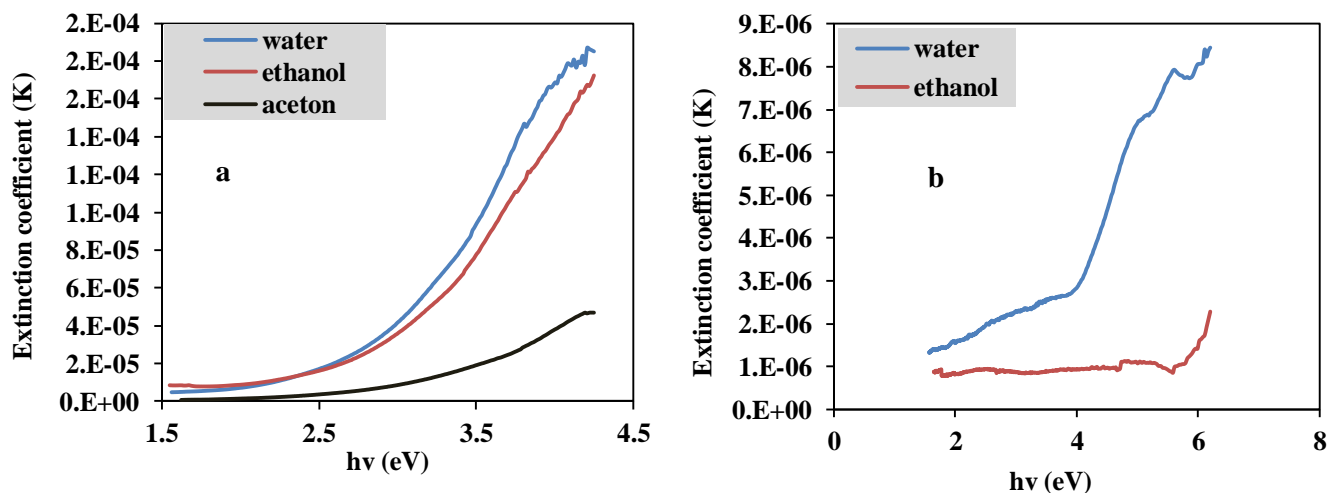 2.E-04
2.E-04
2.E-04
1.E-04
1.E-04
1.E-04
8.E-05
6.E-05
4.E-05
2.E-05
0.E+00
Extinction coefficient (K)
water
ethanol
aceton
a
1.5
2.5
3.5
4.5
hv (eV)
9.E-06
8.E-06
7.E-06
6.E-06
5.E-06
4.E-06
3.E-06
2.E-06
1.E-06
0.E+00
Extinction coefficient (K)
water
ethanol
b
0
2
4
6
8
hv (eV)